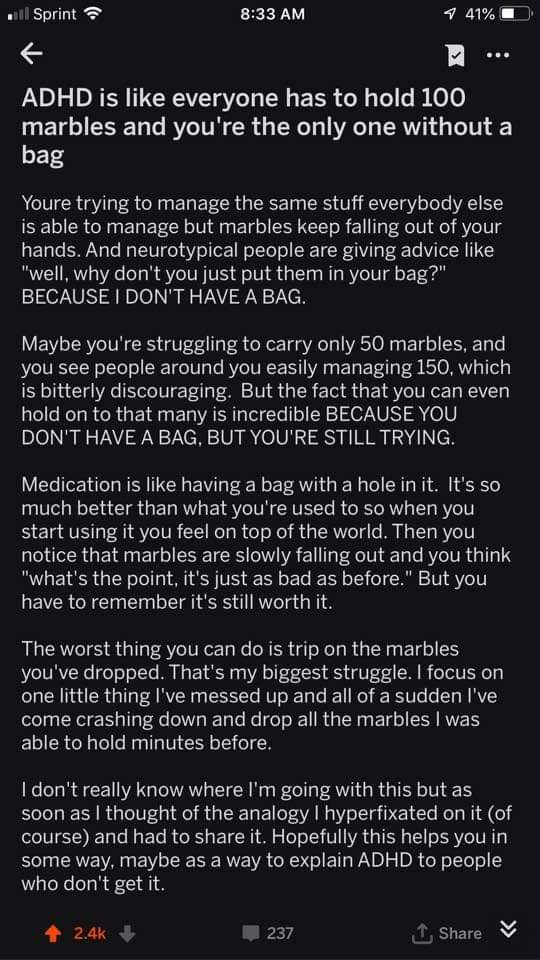 Sprint
8:33 AM
41%
ADHD is like everyone has to hold 100
marbles and you're the only one without a
bag
Youre trying to manage the same stuff everybody else
is able to manage but marbles keep falling out of your
hands. And neurotypical people are giving advice like
"well, why don't you just put them in your bag?"
BECAUSE I DON'T HAVE A BAG.
Maybe you're struggling to carry only 50 marbles, and
you see people around you easily managing 150, which
is bitterly discouraging.  But the fact that you can even
hold on to that many is incredible BECAUSE YOU
DON'T HAVE A BAG, BUT YOU'RE STILL TRYING.
Medication is like having a bag with a hole in it.  It's so
much better than what you're used to so when you
start using it you feel on top of the world. Then you
notice that marbles are slowly falling out and you think
"what's the point, it's just as bad as before." But you
have to remember it's still worth it.
The worst thing you can do is trip on the marbles
you've dropped. That's my biggest struggle. I focus on
one little thing I've messed up and all of a sudden I've
come crashing down and drop all the marbles I was
able to hold minutes before.
I don't really know where I'm going with this but as
soon as I thought of the analogy I hyperfixated on it (of
course) and had to share it. Hopefully this helps you in
some way, maybe as a way to explain ADHD to people
who don't get it.
2.4k
237
Share